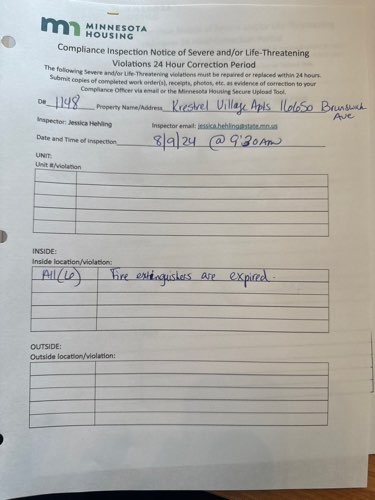 MINNESOTA
HOUSING
Compliance Inspection Notice of Severe and/or Life-Threatening
Violations 24 Hour Correction Period
The following Severe and/or Life-Threatening violations must be repaired or replaced within 24 hours.
Submit copies of completed work order(s), receipts, photos, etc. as evidence of correction to your
Compliance Officer via email or the Minnesota Housing Secure Upload Tool.
D# 1148 Property Name/Address Krestrel Village Apts 16650 Brunswick
Ave
Inspector: Jessica Hehling Inspector email: jessica.hehling@state.mn.us
Date and Time of Inspection 8/9/24 @ 9:30am
UNIT:
Unit #/violation
INSIDE:
Inside location/violation:
All (6) Fire extinguishers are expired.
OUTSIDE:
Outside location/violation: